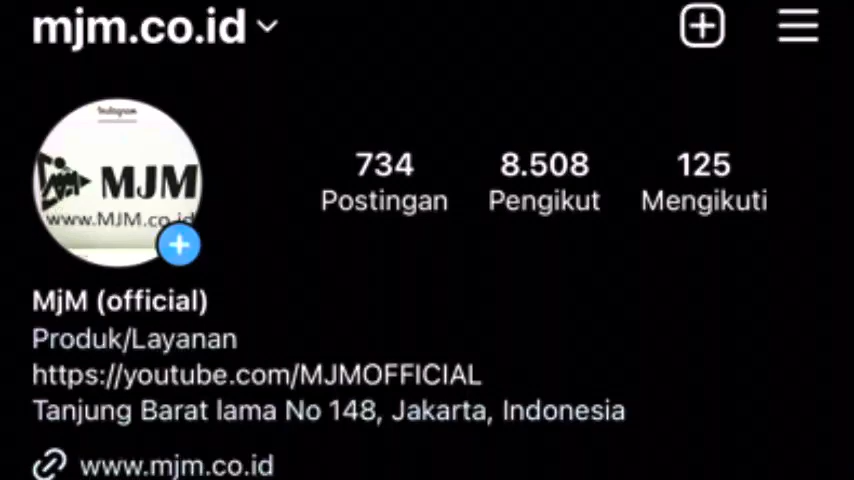 mjm.co.id
Instagram
MJM
www.MJM.co.id
734 8.508 125
Postingan Pengikut Mengikuti
MjM (official)
Produk/Layanan
https://youtube.com/MJMOFFICIAL
Tanjung Barat lama No 148, Jakarta, Indonesia
www.mjm.co.id